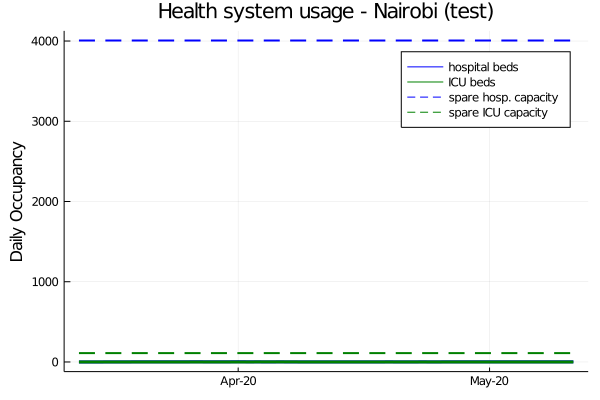 Health system usage - Nairobi (test)
4000
hospital beds
ICU beds
spare hosp. capacity
spare ICU capacity
3000
Daily Occupancy
2000
1000
0
Apr-20
May-20